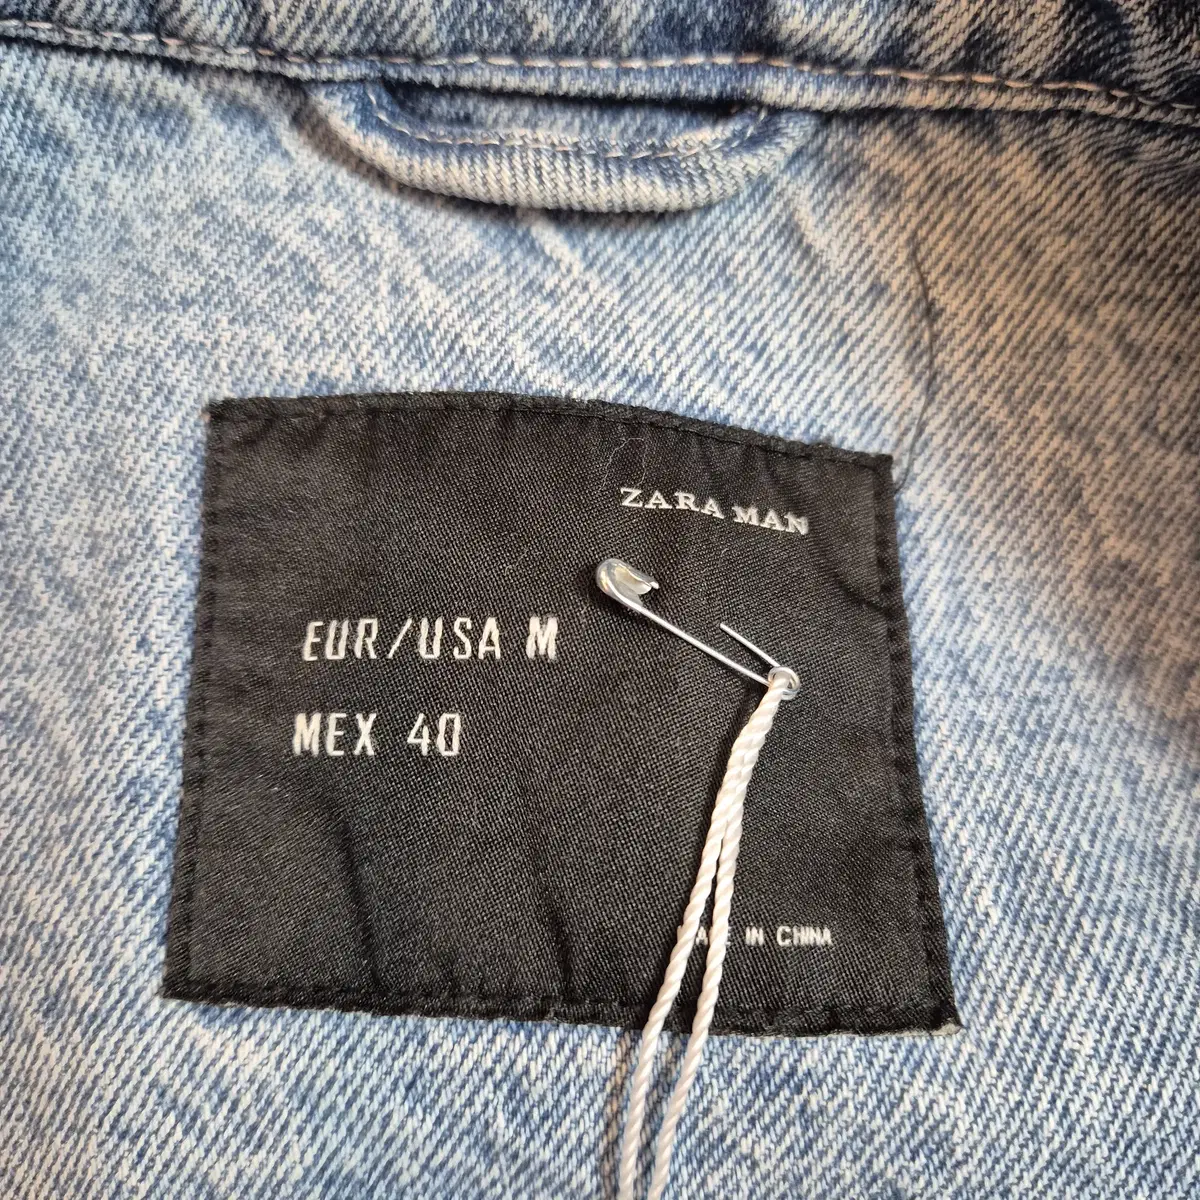 ZARA MAN
EUR/USA M
MEX 40
IN CHINA